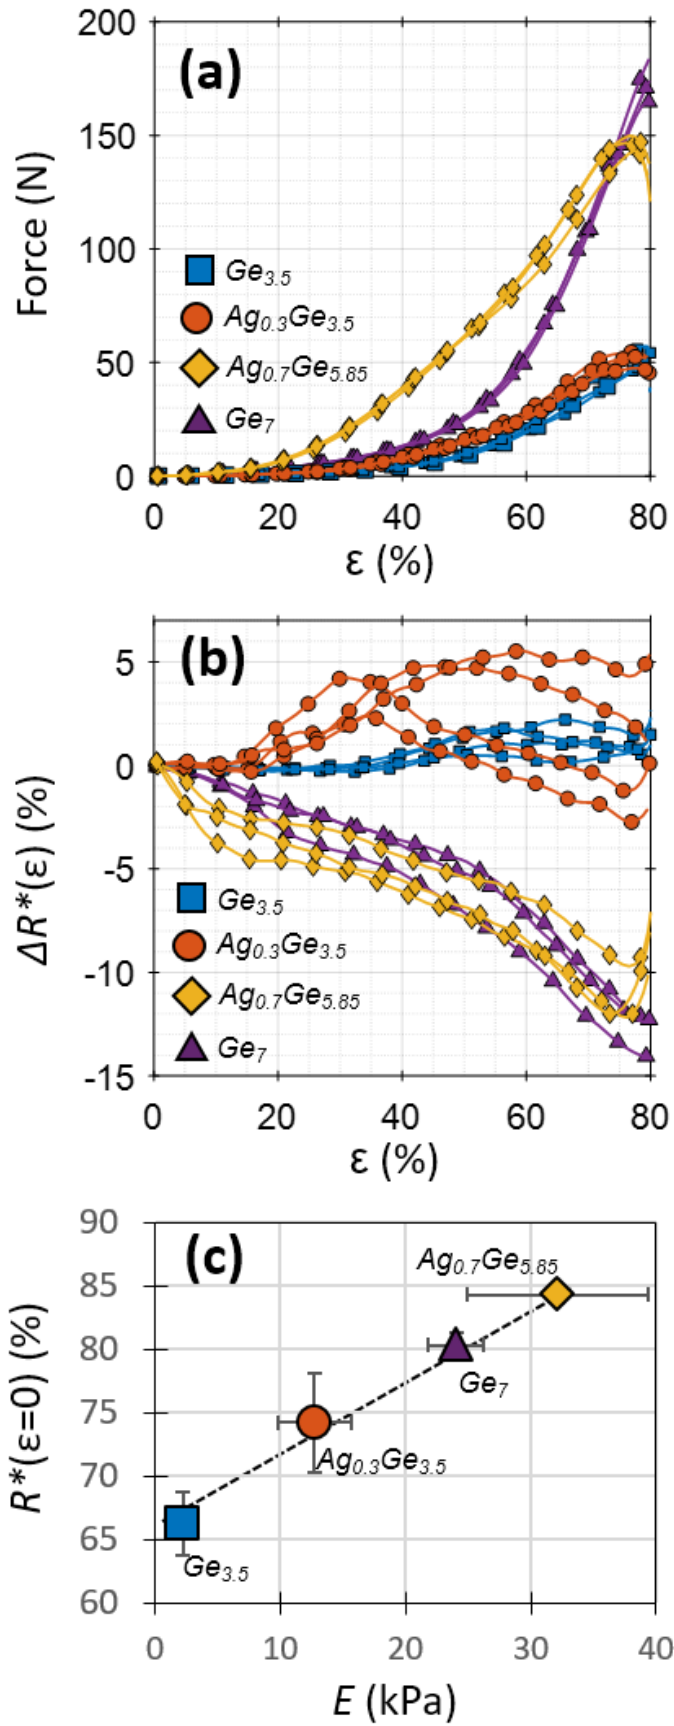 (a)
Force (N)
200
150
100
50
0
Ge3.5
Ag0.3Ge3.5
Ag0.7Ge5.85
Ge7
0 20 40 60 80
ε (%)
(b)
ΔR*(ε) (%)
5
0
-5
-10
-15
Ge3.5
Ag0.3Ge3.5
Ag0.7Ge5.85
Ge7
0 20 40 60 80
ε (%)
(c)
R*(ε=0) (%)
90
85
80
75
70
65
60
Ag0.7Ge5.85
Ge7
Ag0.3Ge3.5
Ge3.5
0 10 20 30 40
E (kPa)